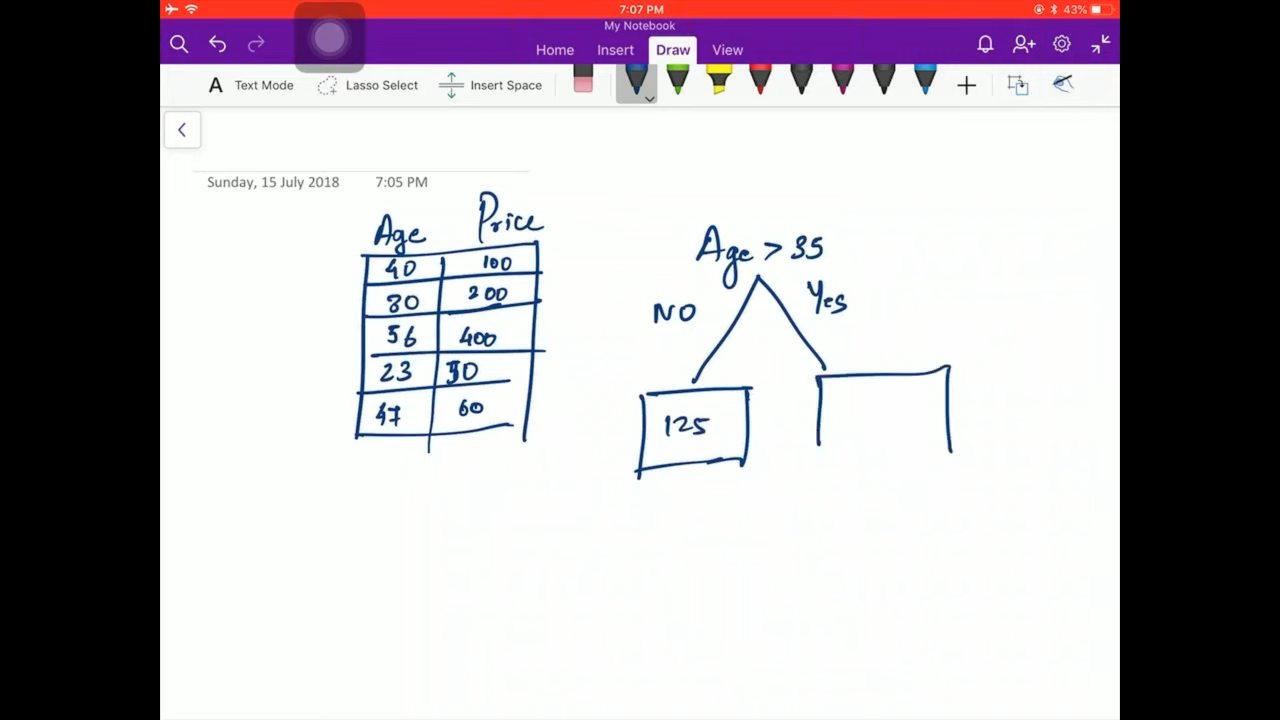 7:07 PM
43%
My Notebook
Home Insert Draw View
A Text Mode Lasso Select Insert Space
Sunday, 15 July 2018 7:05 PM
Age Price
40 100
80 200
56 400
23 50
47 60
Age > 35
NO Yes
125